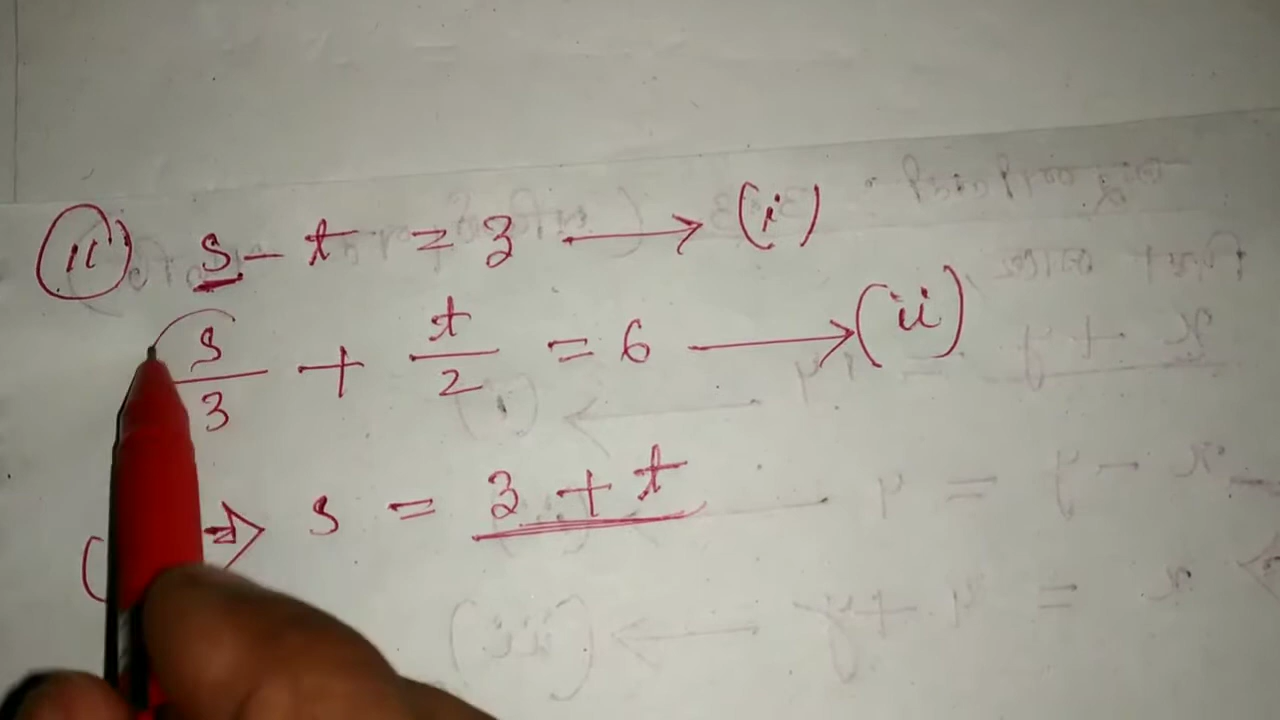 (ii) s - t = 3 → (i)
s/3 + t/2 = 6 → (ii)
( ⇒ s = 3 + t